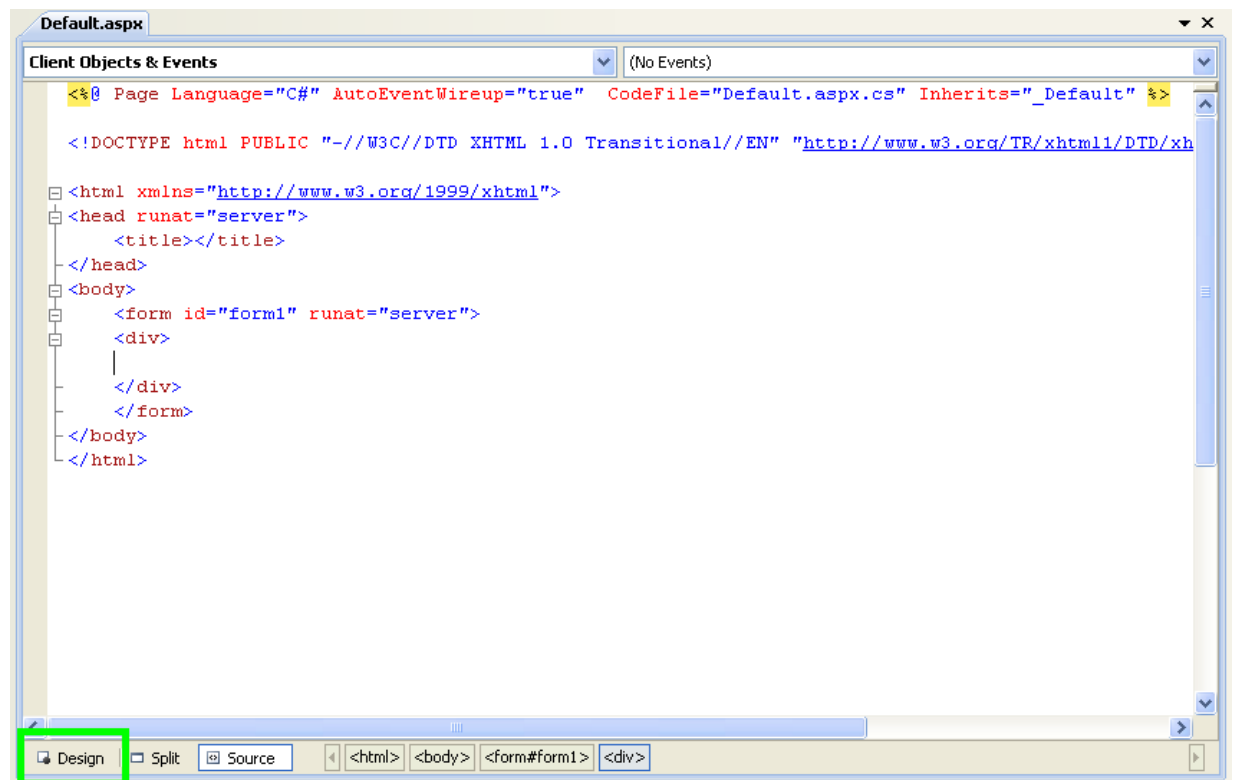 Default.aspx
Client Objects & Events (No Events)
<%@ Page Language="C#" AutoEventWireup="true"  CodeFile="Default.aspx.cs" Inherits="_Default" %>
<!DOCTYPE html PUBLIC "-//W3C//DTD XHTML 1.0 Transitional//EN" "http://www.w3.org/TR/xhtml1/DTD/xh
<html xmlns="http://www.w3.org/1999/xhtml">
<head runat="server">
    <title></title>
</head>
<body>
    <form id="form1" runat="server">
    <div>
    </div>
    </form>
</body>
</html>
Design Split Source <html> <body> <form#form1> <div>